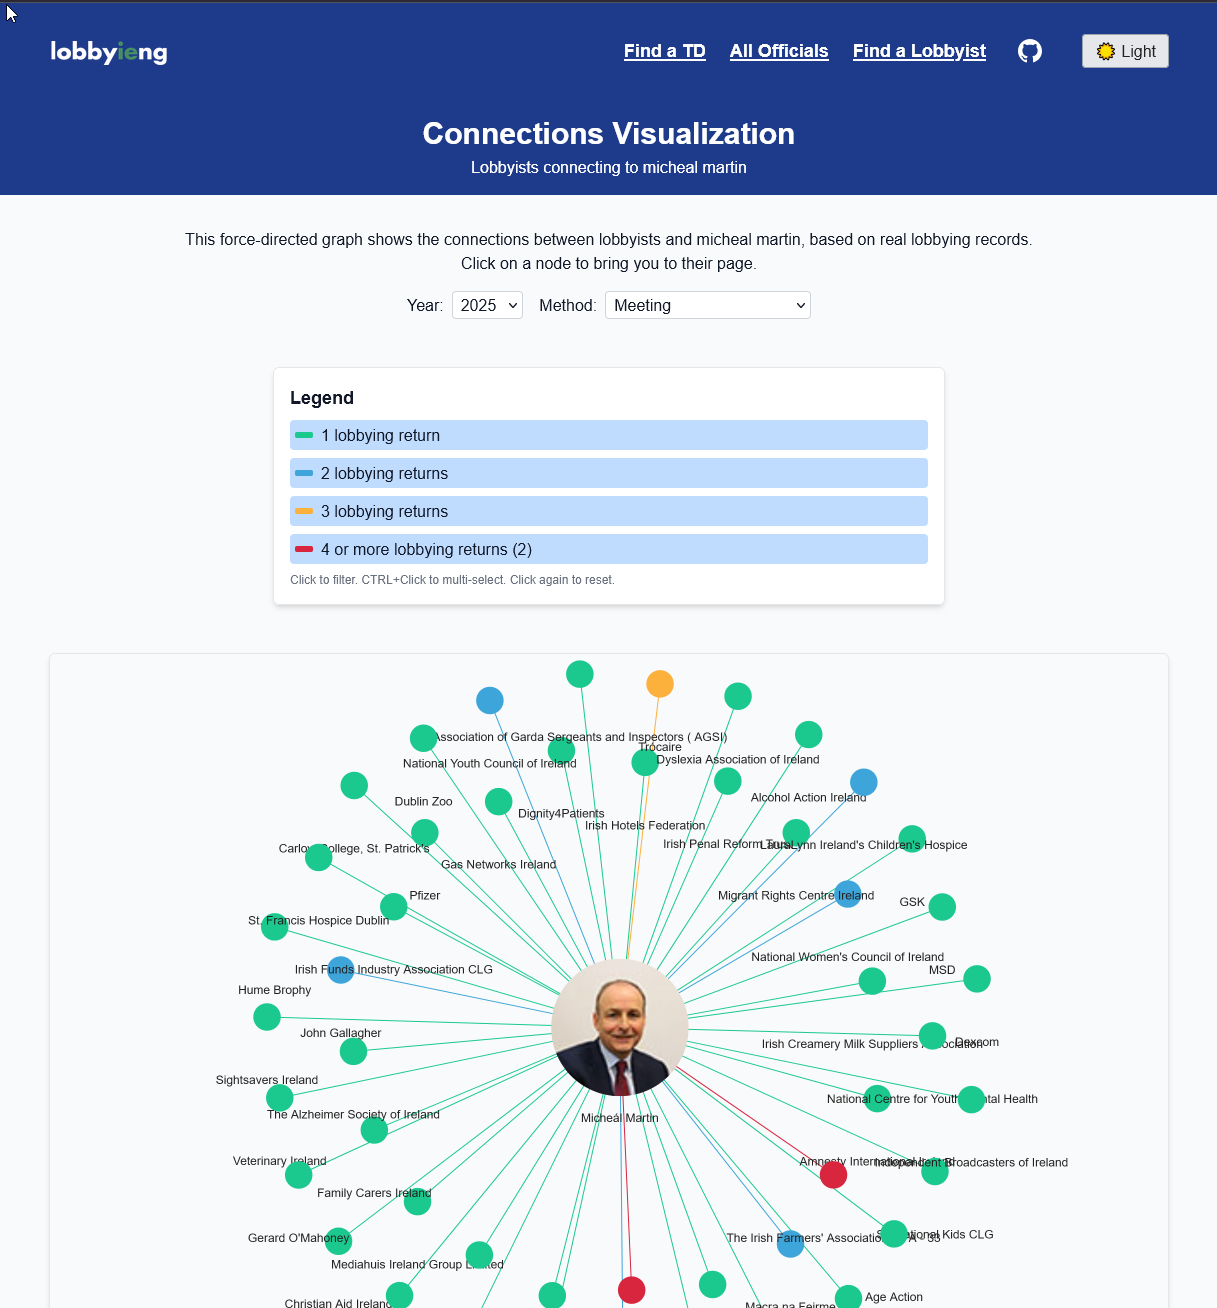 lobbyieng
Find a TD
All Officials
Find a Lobbyist
Light
Connections Visualization
Lobbyists connecting to micheal martin
This force-directed graph shows the connections between lobbyists and micheal martin, based on real lobbying records.
Click on a node to bring you to their page.
Year: 2025 Method: Meeting
Legend
1 lobbying return
2 lobbying returns
3 lobbying returns
4 or more lobbying returns (2)
Click to filter. CTRL+Click to multi-select. Click again to reset.
Association of Garda Sergeants and Inspectors ( AGSI)
Trócaire
National Youth Council of Ireland
Dyslexia Association of Ireland
Dublin Zoo
Alcohol Action Ireland
Dignity4Patients
Irish Hotels Federation
Irish Penal Reform Trust
LauraLynn Ireland's Children's Hospice
Carlow College, St. Patrick's
Gas Networks Ireland
Pfizer
Migrant Rights Centre Ireland
GSK
St. Francis Hospice Dublin
National Women's Council of Ireland
Irish Funds Industry Association CLG
MSD
Hume Brophy
John Gallagher
Irish Creamery Milk Suppliers Association
Dexcom
Sightsavers Ireland
National Centre for Youth Mental Health
The Alzheimer Society of Ireland
Micheál Martin
Veterinary Ireland
Amnesty International Ireland
Independent Broadcasters of Ireland
Family Carers Ireland
Gerard O'Mahoney
The Irish Farmers' Association
Kids CLG
Mediahuis Ireland Group Limited
Christian Aid Ireland
Age Action
Macra na Feirme